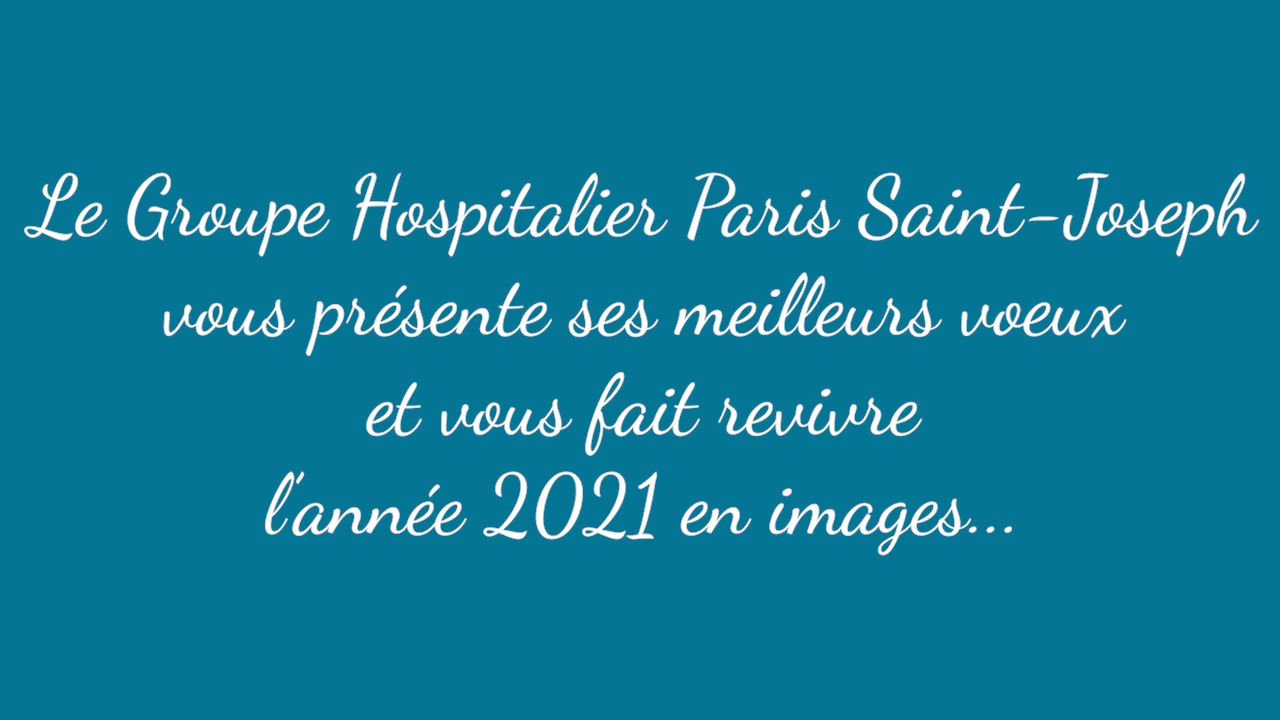 Le Groupe Hospitalier Paris Saint-Joseph
vous présente ses meilleurs voeux
et vous fait revivre
l'année 2021 en images...